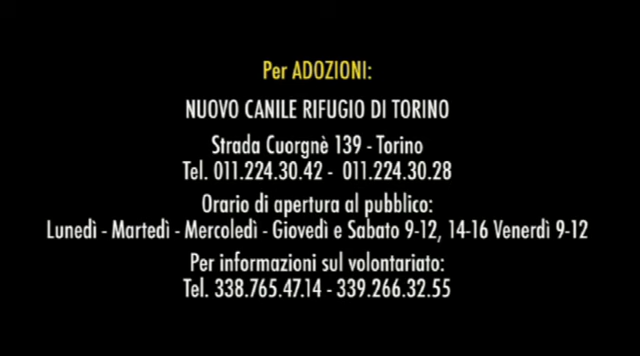 Per ADOZIONI:
NUOVO CANILE RIFUGIO DI TORINO
Strada Cuorgnè 139 - Torino
Tel. 011.224.30.42 - 011.224.30.28
Orario di apertura al pubblico:
Lunedì - Martedì - Mercoledì - Giovedì e Sabato 9-12, 14-16 Venerdì 9-12
Per informazioni sul volontariato:
Tel. 338.765.47.14 - 339.266.32.55